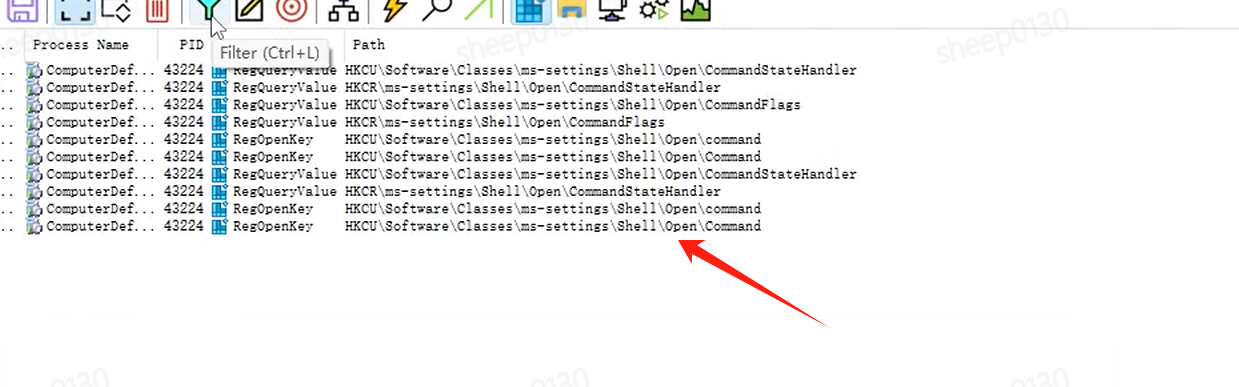 sheep0130
.. Process Name PID Path
Filter (Ctrl+L)
.. ComputerDef... 43224 RegQueryValue HKCU\Software\Classes\ms-settings\Shell\Open\CommandStateHandler
.. ComputerDef... 43224 RegQueryValue HKCR\ms-settings\Shell\Open\CommandStateHandler
.. ComputerDef... 43224 RegQueryValue HKCU\Software\Classes\ms-settings\Shell\Open\CommandFlags
.. ComputerDef... 43224 RegQueryValue HKCR\ms-settings\Shell\Open\CommandFlags
.. ComputerDef... 43224 RegOpenKey HKCU\Software\Classes\ms-settings\Shell\Open\command
.. ComputerDef... 43224 RegOpenKey HKCU\Software\Classes\ms-settings\Shell\Open\Command
.. ComputerDef... 43224 RegQueryValue HKCU\Software\Classes\ms-settings\Shell\Open\CommandStateHandler
.. ComputerDef... 43224 RegQueryValue HKCR\ms-settings\Shell\Open\CommandStateHandler
.. ComputerDef... 43224 RegOpenKey HKCU\Software\Classes\ms-settings\Shell\Open\command
.. ComputerDef... 43224 RegOpenKey HKCU\Software\Classes\ms-settings\Shell\Open\Command